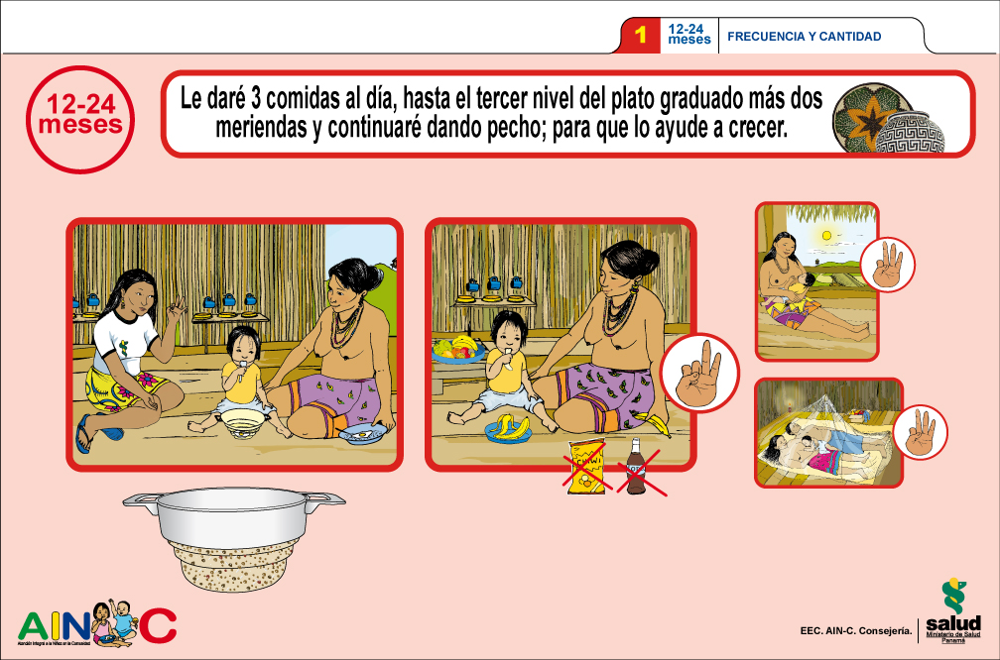 1
12-24
meses
FRECUENCIA Y CANTIDAD
12-24
meses
Le daré 3 comidas al día, hasta el tercer nivel del plato graduado más dos
meriendas y continuaré dando pecho; para que lo ayude a crecer.
AIN C
Atención Integral a la Niñez en la Comunidad
EEC. AIN-C. Consejería.
salud
Ministerio de Salud
Panamá